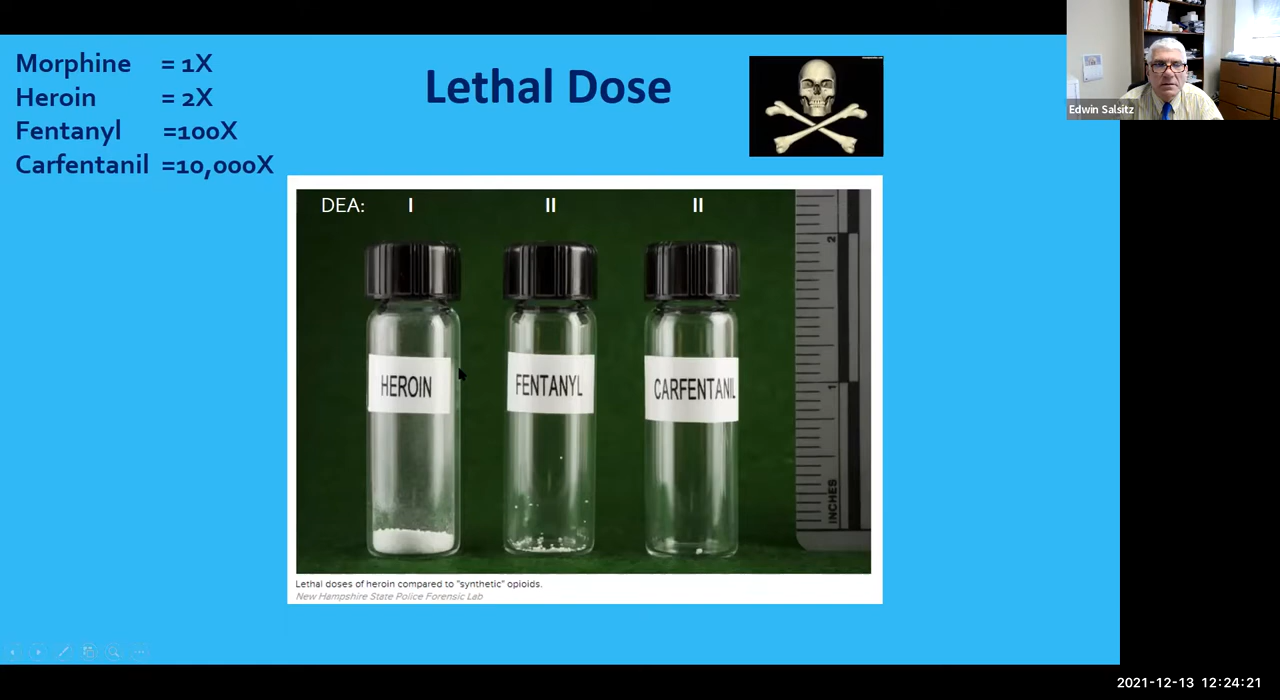 Morphine = 1X
Heroin = 2X
Fentanyl =100X
Carfentanil =10,000X
Lethal Dose
Edwin Salsitz
DEA: I II II
2
1
INCHES
HEROIN
FENTANYL
CARFENTANIL
Lethal doses of heroin compared to "synthetic" opioids.
New Hampshire State Police Forensic Lab
2021-12-13 12:24:21